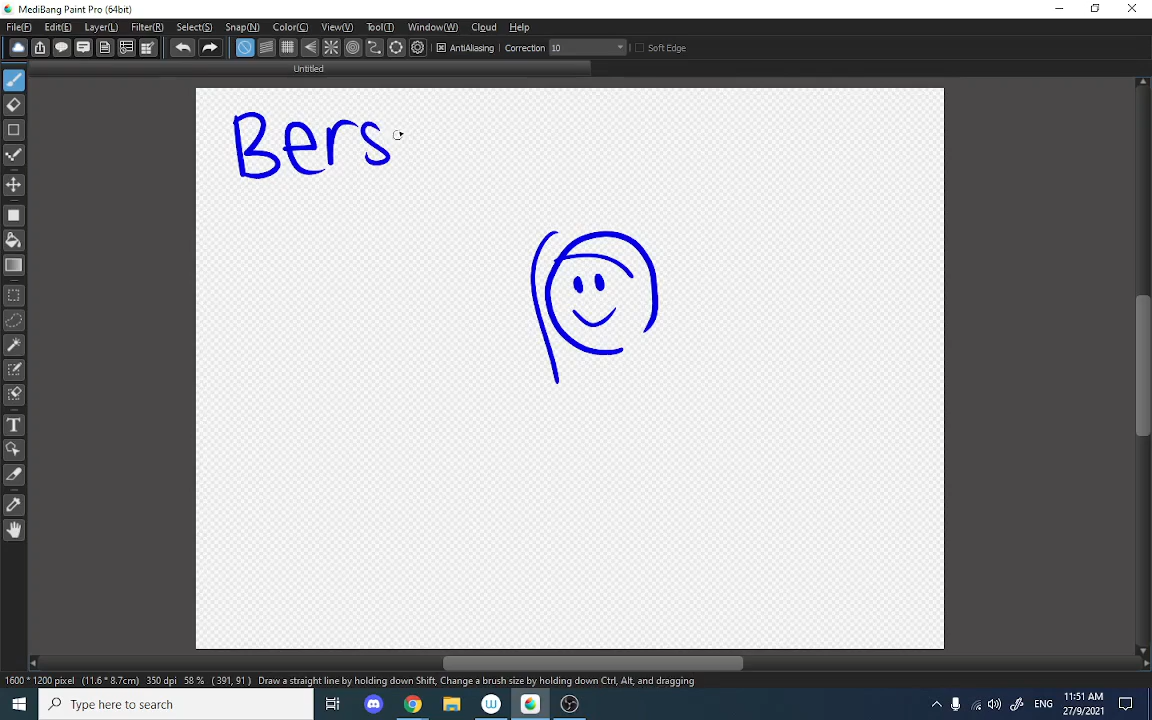 MediBang Paint Pro (64bit)
File(F) Edit(E) Layer(L) Filter(R) Select(S) Snap(N) Color(C) View(V) Tool(T) Window(W) Cloud Help
AntiAliasing Correction 10 Soft Edge
Untitled
Bers
T
1600 * 1200 pixel (11.6 * 8.7cm) 350 dpi 58 % (391, 91) Draw a straight line by holding down Shift, Change a brush size by holding down Ctrl, Alt, and dragging
Type here to search
W
ENG
11:51 AM
27/9/2021